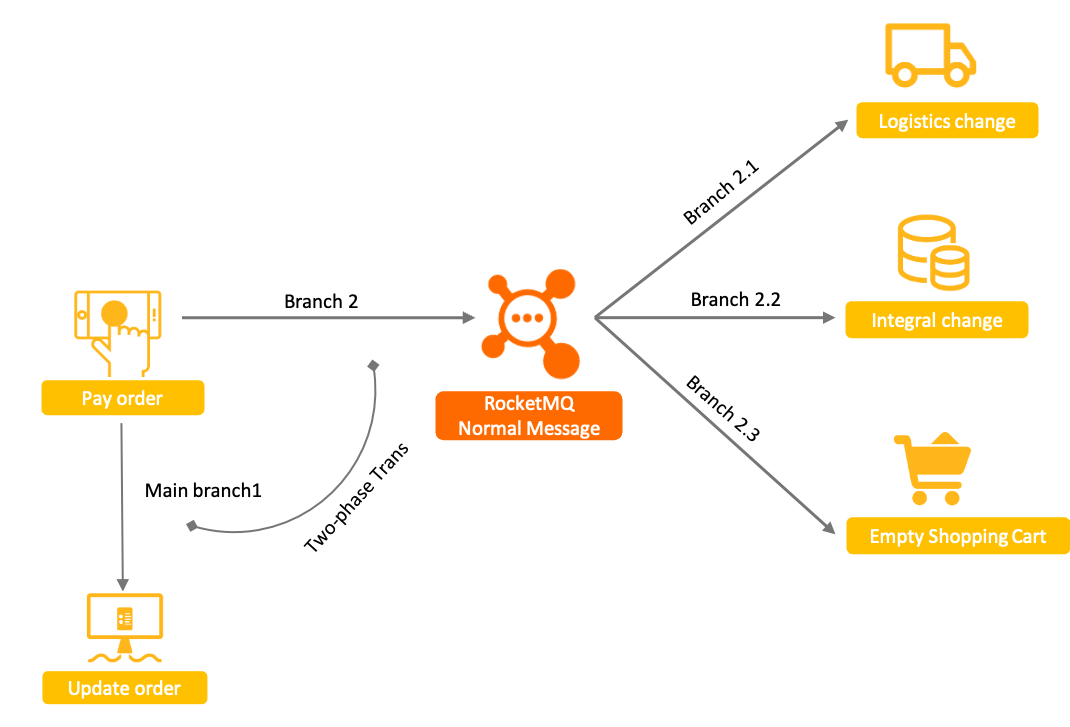 Logistics change
Branch 2.1
Branch 2
Branch 2.2
Integral change
Pay order
RocketMQ
Normal Message
Branch 2.3
Main branch1
Two-phase Trans
Empty Shopping Cart
Update order